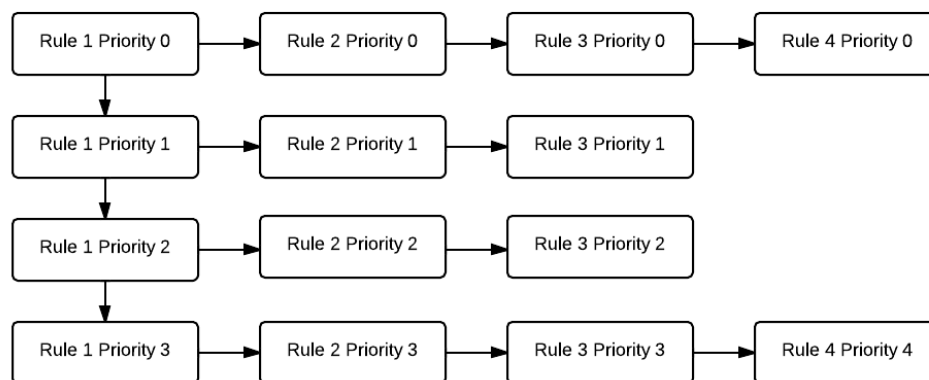 Rule 1 Priority 0
Rule 2 Priority 0
Rule 3 Priority 0
Rule 4 Priority 0
Rule 1 Priority 1
Rule 2 Priority 1
Rule 3 Priority 1
Rule 1 Priority 2
Rule 2 Priority 2
Rule 3 Priority 2
Rule 1 Priority 3
Rule 2 Priority 3
Rule 3 Priority 3
Rule 4 Priority 4